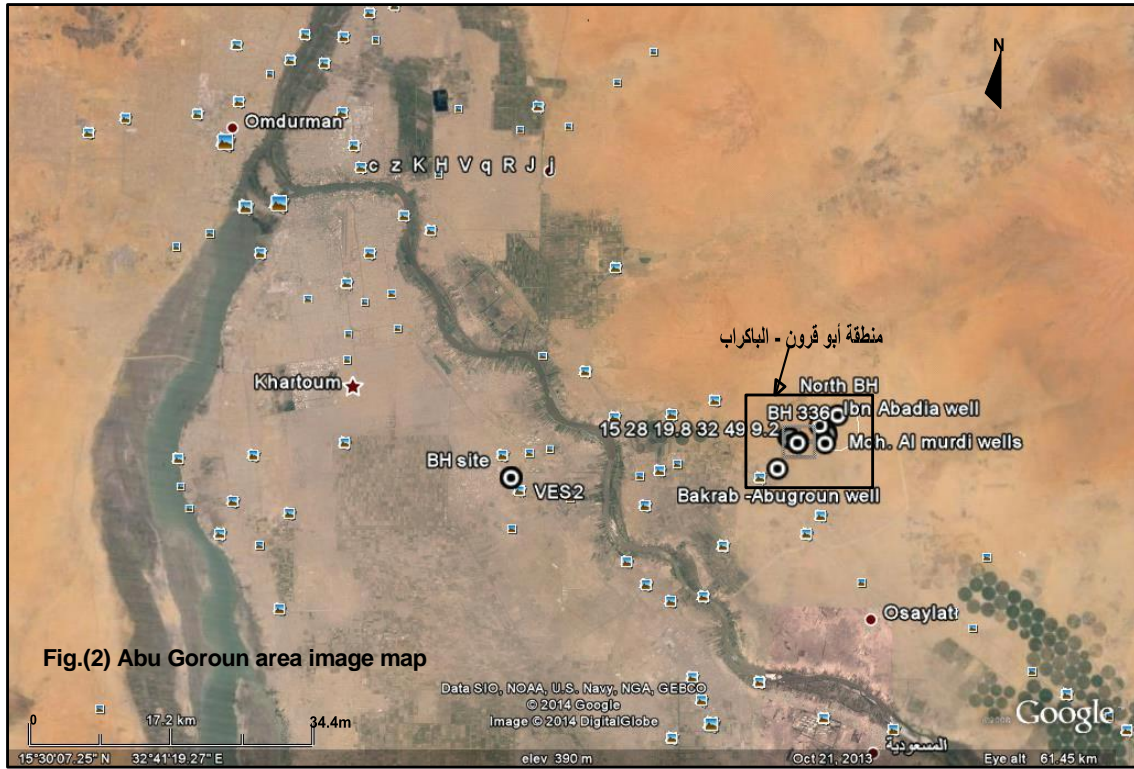 N
Omdurman
c z K H V q R J j
منطقة أبو قرون - الباكراب
Khartoum
North BH
BH 336
Ibn Abadia well
15 28 19.8 32 49 9.2
Moh. Al murdi wells
BH site
VES2
Bakrab -Abugroun well
Osaylat
Fig.(2) Abu Goroun area image map
Data SIO, NOAA, U.S. Navy, NGA, GEBCO
© 2014 Google
Image © 2014 DigitalGlobe
Google
0 17.2 km 34.4m
المسعودية
15°30'07.25" N 32°41'19.27" E elev 390 m Oct 21, 2013 Eye alt 61.45 km